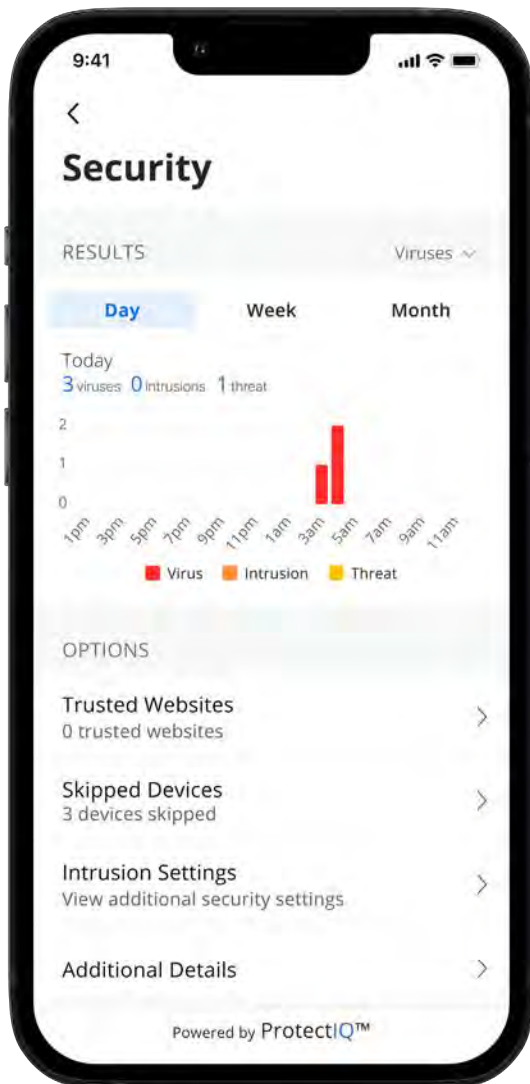 9:41
Security
RESULTS Viruses
Day Week Month
Today
3 viruses 0 intrusions 1 threat
2
1
0
1pm 3pm 5pm 7pm 9pm 11pm 1am 3am 5am 7am 9am 11am
Virus Intrusion Threat
OPTIONS
Trusted Websites
0 trusted websites
Skipped Devices
3 devices skipped
Intrusion Settings
View additional security settings
Additional Details
Powered by ProtectIQ™